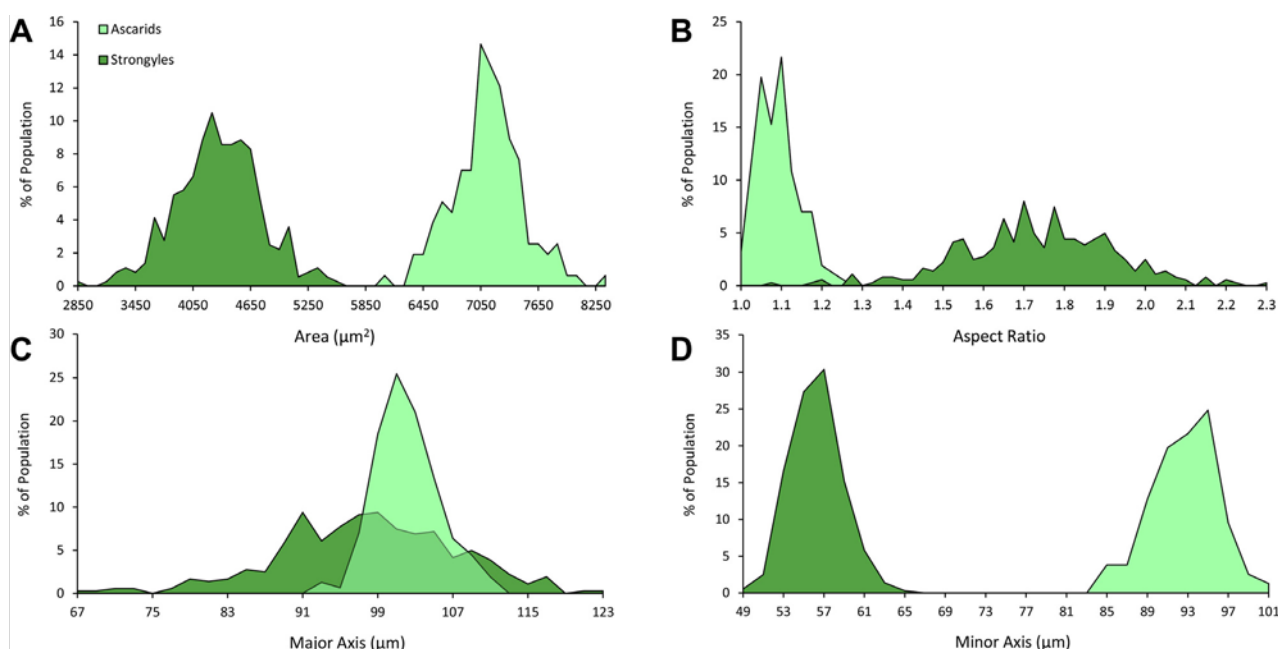 A
16
14
12
10
8
6
4
2
0
% of Population
Ascarids
Strongyles
2850 3450 4050 4650 5250 5850 6450 7050 7650 8250
Area (µm²)
B
25
20
15
10
5
0
% of Population
1.0 1.1 1.2 1.3 1.4 1.5 1.6 1.7 1.8 1.9 2.0 2.1 2.2 2.3
Aspect Ratio
C
30
25
20
15
10
5
0
% of Population
67 75 83 91 99 107 115 123
Major Axis (µm)
D
35
30
25
20
15
10
5
0
% of Population
49 53 57 61 65 69 73 77 81 85 89 93 97 101
Minor Axis (µm)